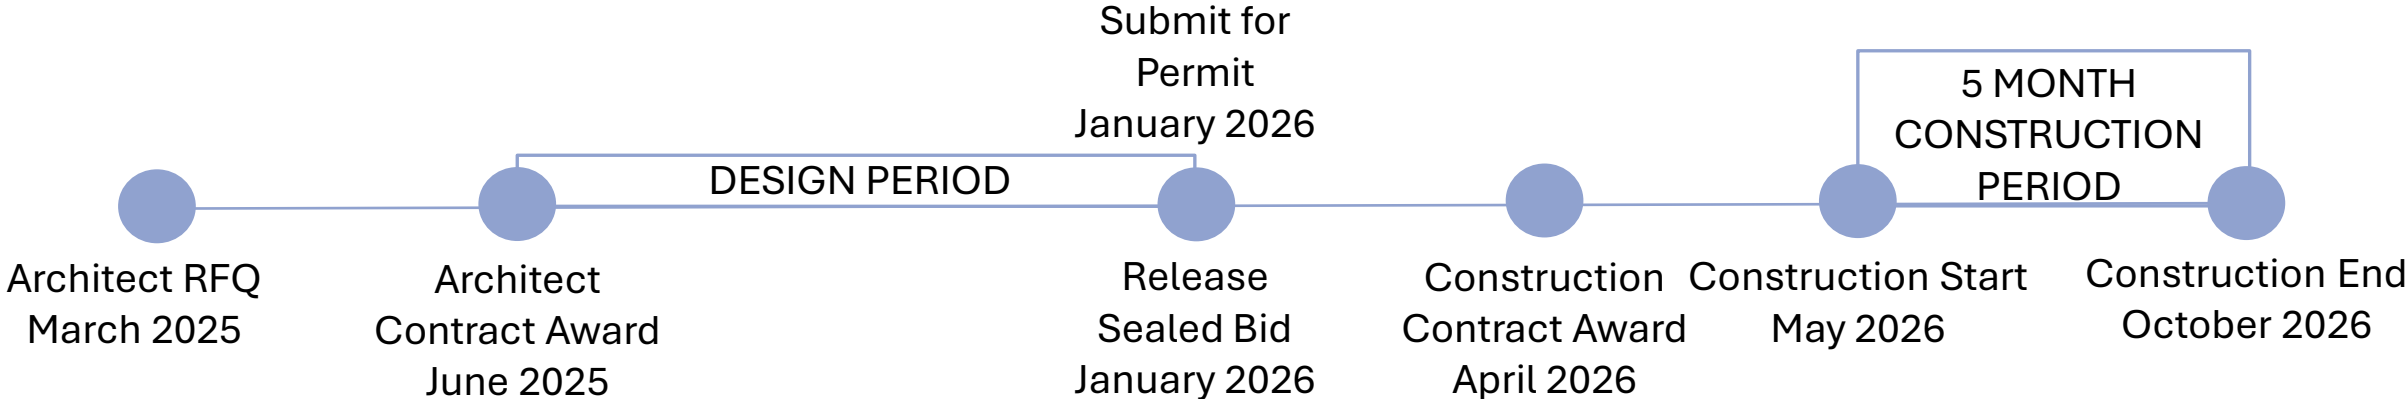 Submit for
Permit
January 2026
DESIGN PERIOD
5 MONTH
CONSTRUCTION
PERIOD
Architect RFQ
March 2025
Architect
Contract Award
June 2025
Release
Sealed Bid
January 2026
Construction
Contract Award
April 2026
Construction Start
May 2026
Construction End
October 2026